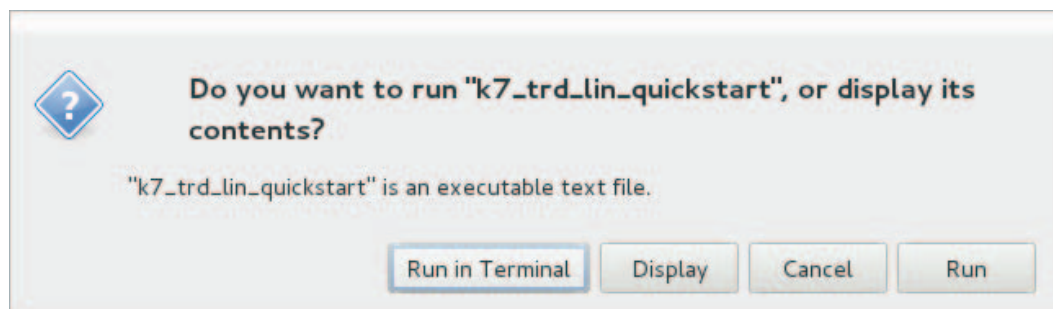 Do you want to run "k7_trd_lin_quickstart", or display its
contents?
"k7_trd_lin_quickstart" is an executable text file.
Run in Terminal Display Cancel Run